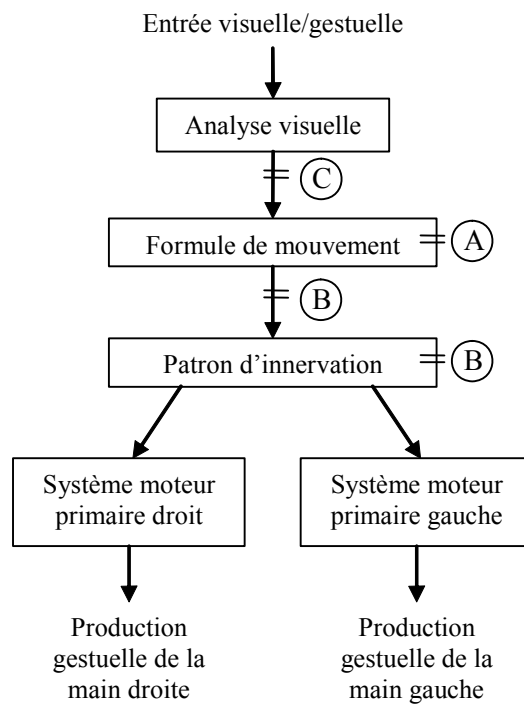 Entrée visuelle/gestuelle
Analyse visuelle
C
Formule de mouvement
A
B
Patron d’innervation
B
Système moteur
primaire droit
Système moteur
primaire gauche
Production
gestuelle de la
main droite
Production
gestuelle de la
main gauche